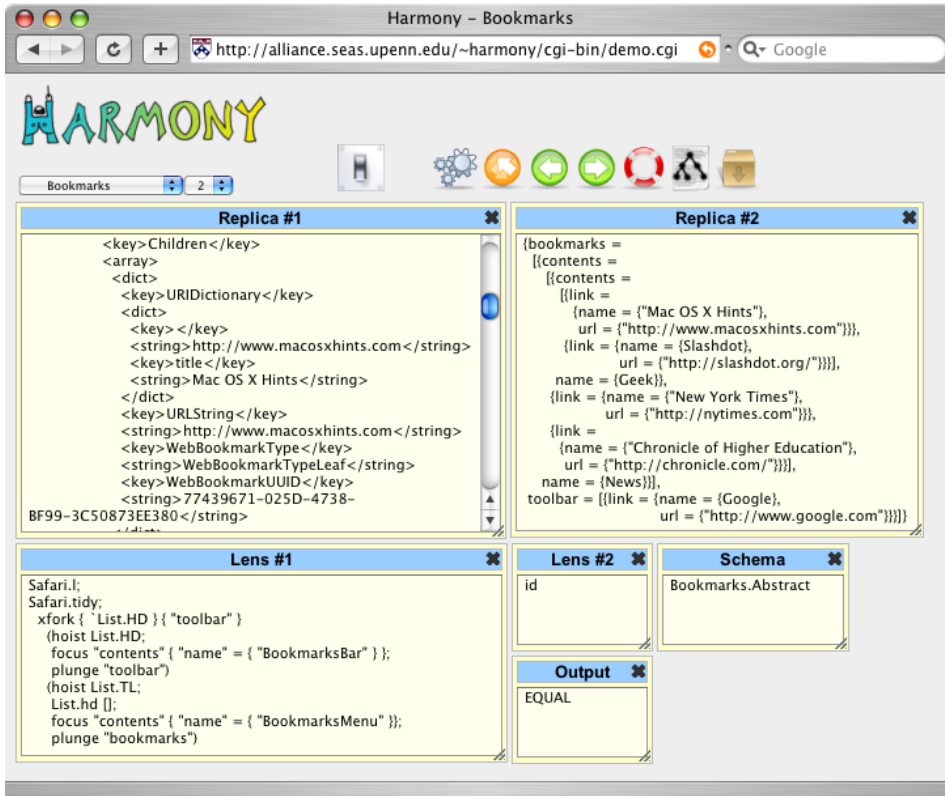 Harmony – Bookmarks
http://alliance.seas.upenn.edu/~harmony/cgi-bin/demo.cgi
Google
HARMONY
Bookmarks 2
Replica #1
<key>Children</key>
<array>
<dict>
<key>URIDictionary</key>
<dict>
<key></key>
<string>http://www.macosxhints.com</string>
<key>title</key>
<string>Mac OS X Hints</string>
</dict>
<key>URLString</key>
<string>http://www.macosxhints.com</string>
<key>WebBookmarkType</key>
<string>WebBookmarkTypeLeaf</string>
<key>WebBookmarkUUID</key>
<string>77439671-025D-4738-
BF99-3C50873EE380</string>
</dict>
Replica #2
{bookmarks =
[{contents =
[{contents =
[{link =
{name = {"Mac OS X Hints"},
url = {"http://www.macosxhints.com"}}},
{link = {name = {Slashdot},
url = {"http://slashdot.org/"}}}],
name = {Geek}},
{link = {name = {"New York Times"},
url = {"http://nytimes.com"}}},
{link =
{name = {"Chronicle of Higher Education"},
url = {"http://chronicle.com/"}}}],
name = {News}}],
toolbar = [{link = {name = {Google},
url = {"http://www.google.com"}}}]}
Lens #1
Safari.l;
Safari.tidy;
xfork { `List.HD } { "toolbar" }
(hoist List.HD;
focus "contents" { "name" = { "BookmarksBar" } };
plunge "toolbar")
(hoist List.TL;
List.hd [];
focus "contents" { "name" = { "BookmarksMenu" }};
plunge "bookmarks")
Lens #2
id
Schema
Bookmarks.Abstract
Output
EQUAL